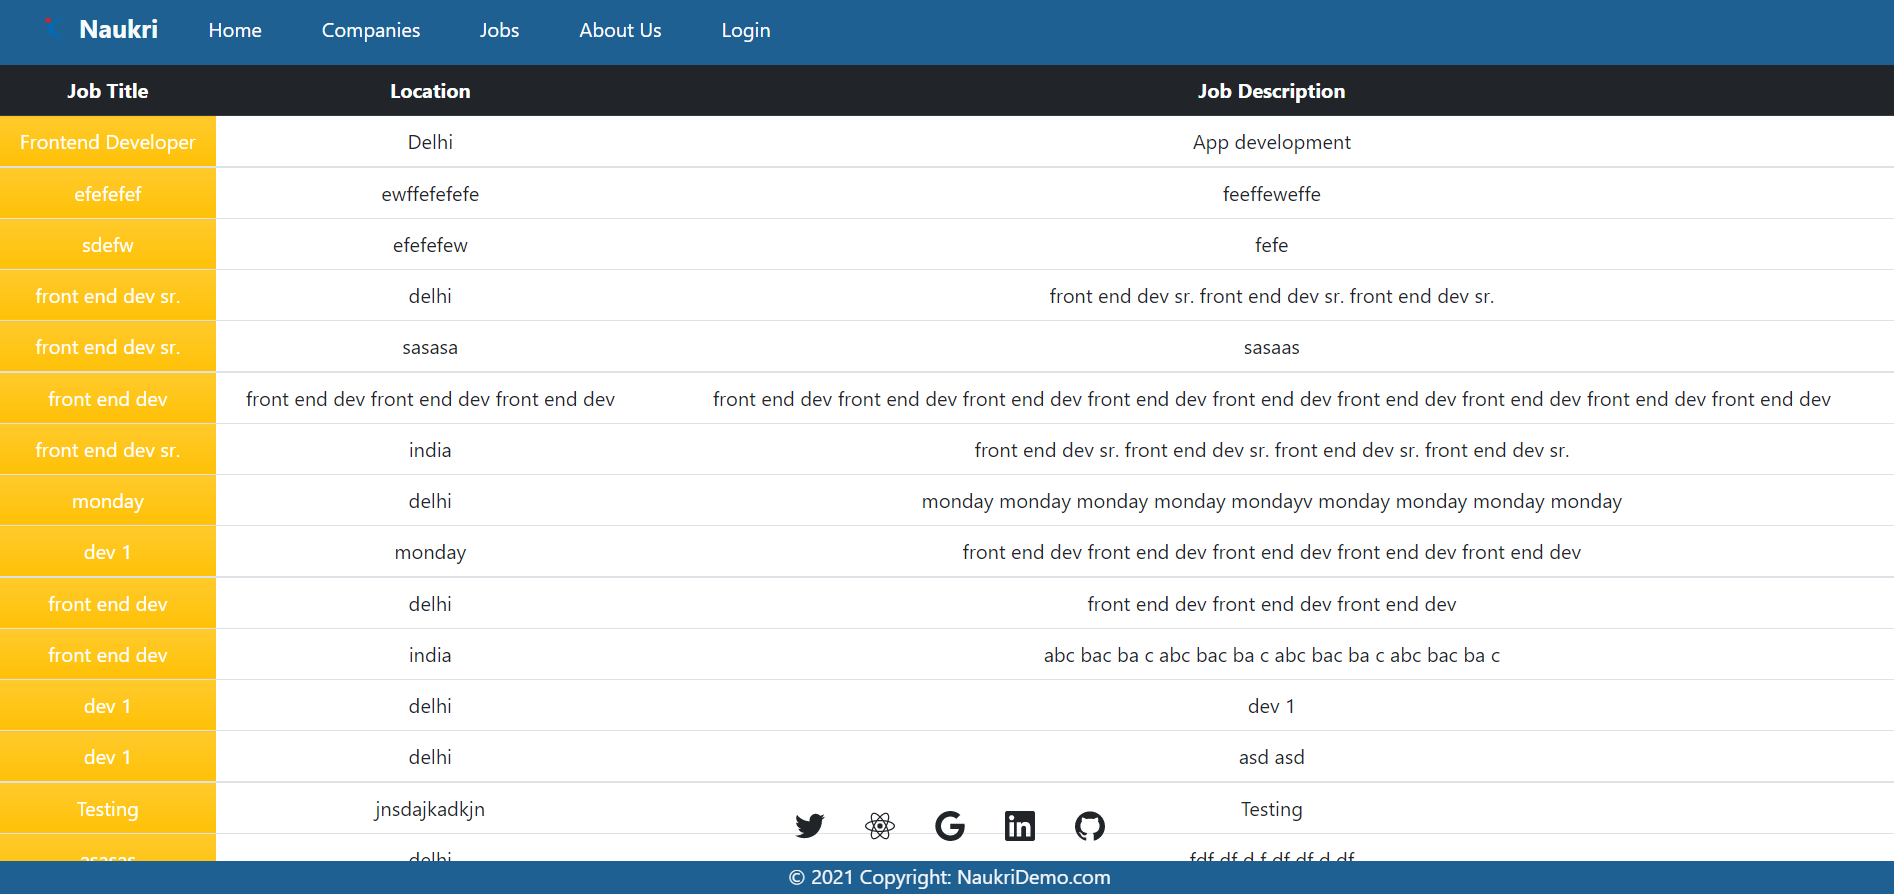 Naukri Home Companies Jobs About Us Login
Job Title Location Job Description
Frontend Developer Delhi App development
efefefef ewffefefefe feeffeweffe
sdefw efefefew fefe
front end dev sr. delhi front end dev sr. front end dev sr. front end dev sr.
front end dev sr. sasasa sasaas
front end dev front end dev front end dev front end dev front end dev front end dev front end dev front end dev front end dev front end dev front end dev front end dev front end dev
front end dev sr. india front end dev sr. front end dev sr. front end dev sr. front end dev sr.
monday delhi monday monday monday monday mondayv monday monday monday monday
dev 1 monday front end dev front end dev front end dev front end dev front end dev
front end dev delhi front end dev front end dev front end dev
front end dev india abc bac ba c abc bac ba c abc bac ba c abc bac ba c
dev 1 delhi dev 1
dev 1 delhi asd asd
Testing jnsdajkadkjn Testing
asasas delhi fdf df d f df df d df
© 2021 Copyright: NaukriDemo.com